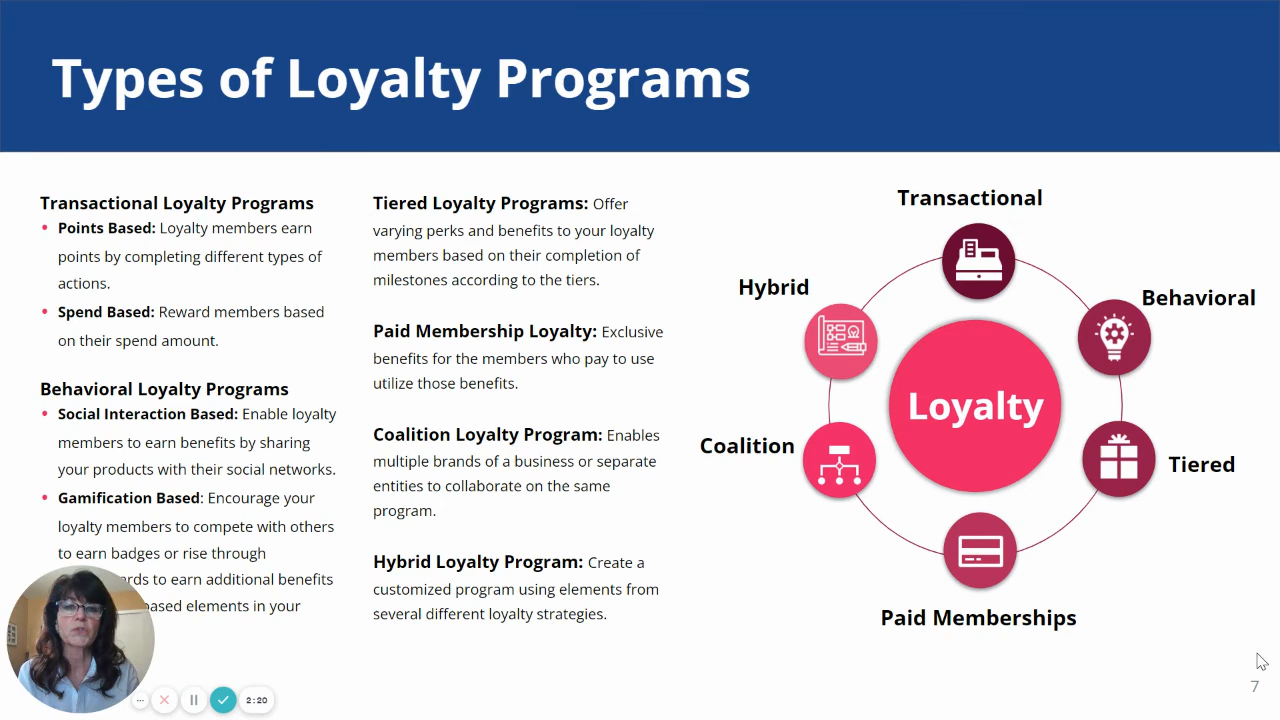 Types of Loyalty Programs
Transactional Loyalty Programs
• Points Based: Loyalty members earn
points by completing different types of
actions.
• Spend Based: Reward members based
on their spend amount.
Behavioral Loyalty Programs
• Social Interaction Based: Enable loyalty
members to earn benefits by sharing
your products with their social networks.
• Gamification Based: Encourage your
loyalty members to compete with others
to earn badges or rise through
to earn additional benefits
elements in your
Tiered Loyalty Programs: Offer
varying perks and benefits to your loyalty
members based on their completion of
milestones according to the tiers.
Paid Membership Loyalty: Exclusive
benefits for the members who pay to use
utilize those benefits.
Coalition Loyalty Program: Enables
multiple brands of a business or separate
entities to collaborate on the same
program.
Hybrid Loyalty Program: Create a
customized program using elements from
several different loyalty strategies.
Transactional
Hybrid
Behavioral
Loyalty
Coalition
Tiered
Paid Memberships
7
2:20